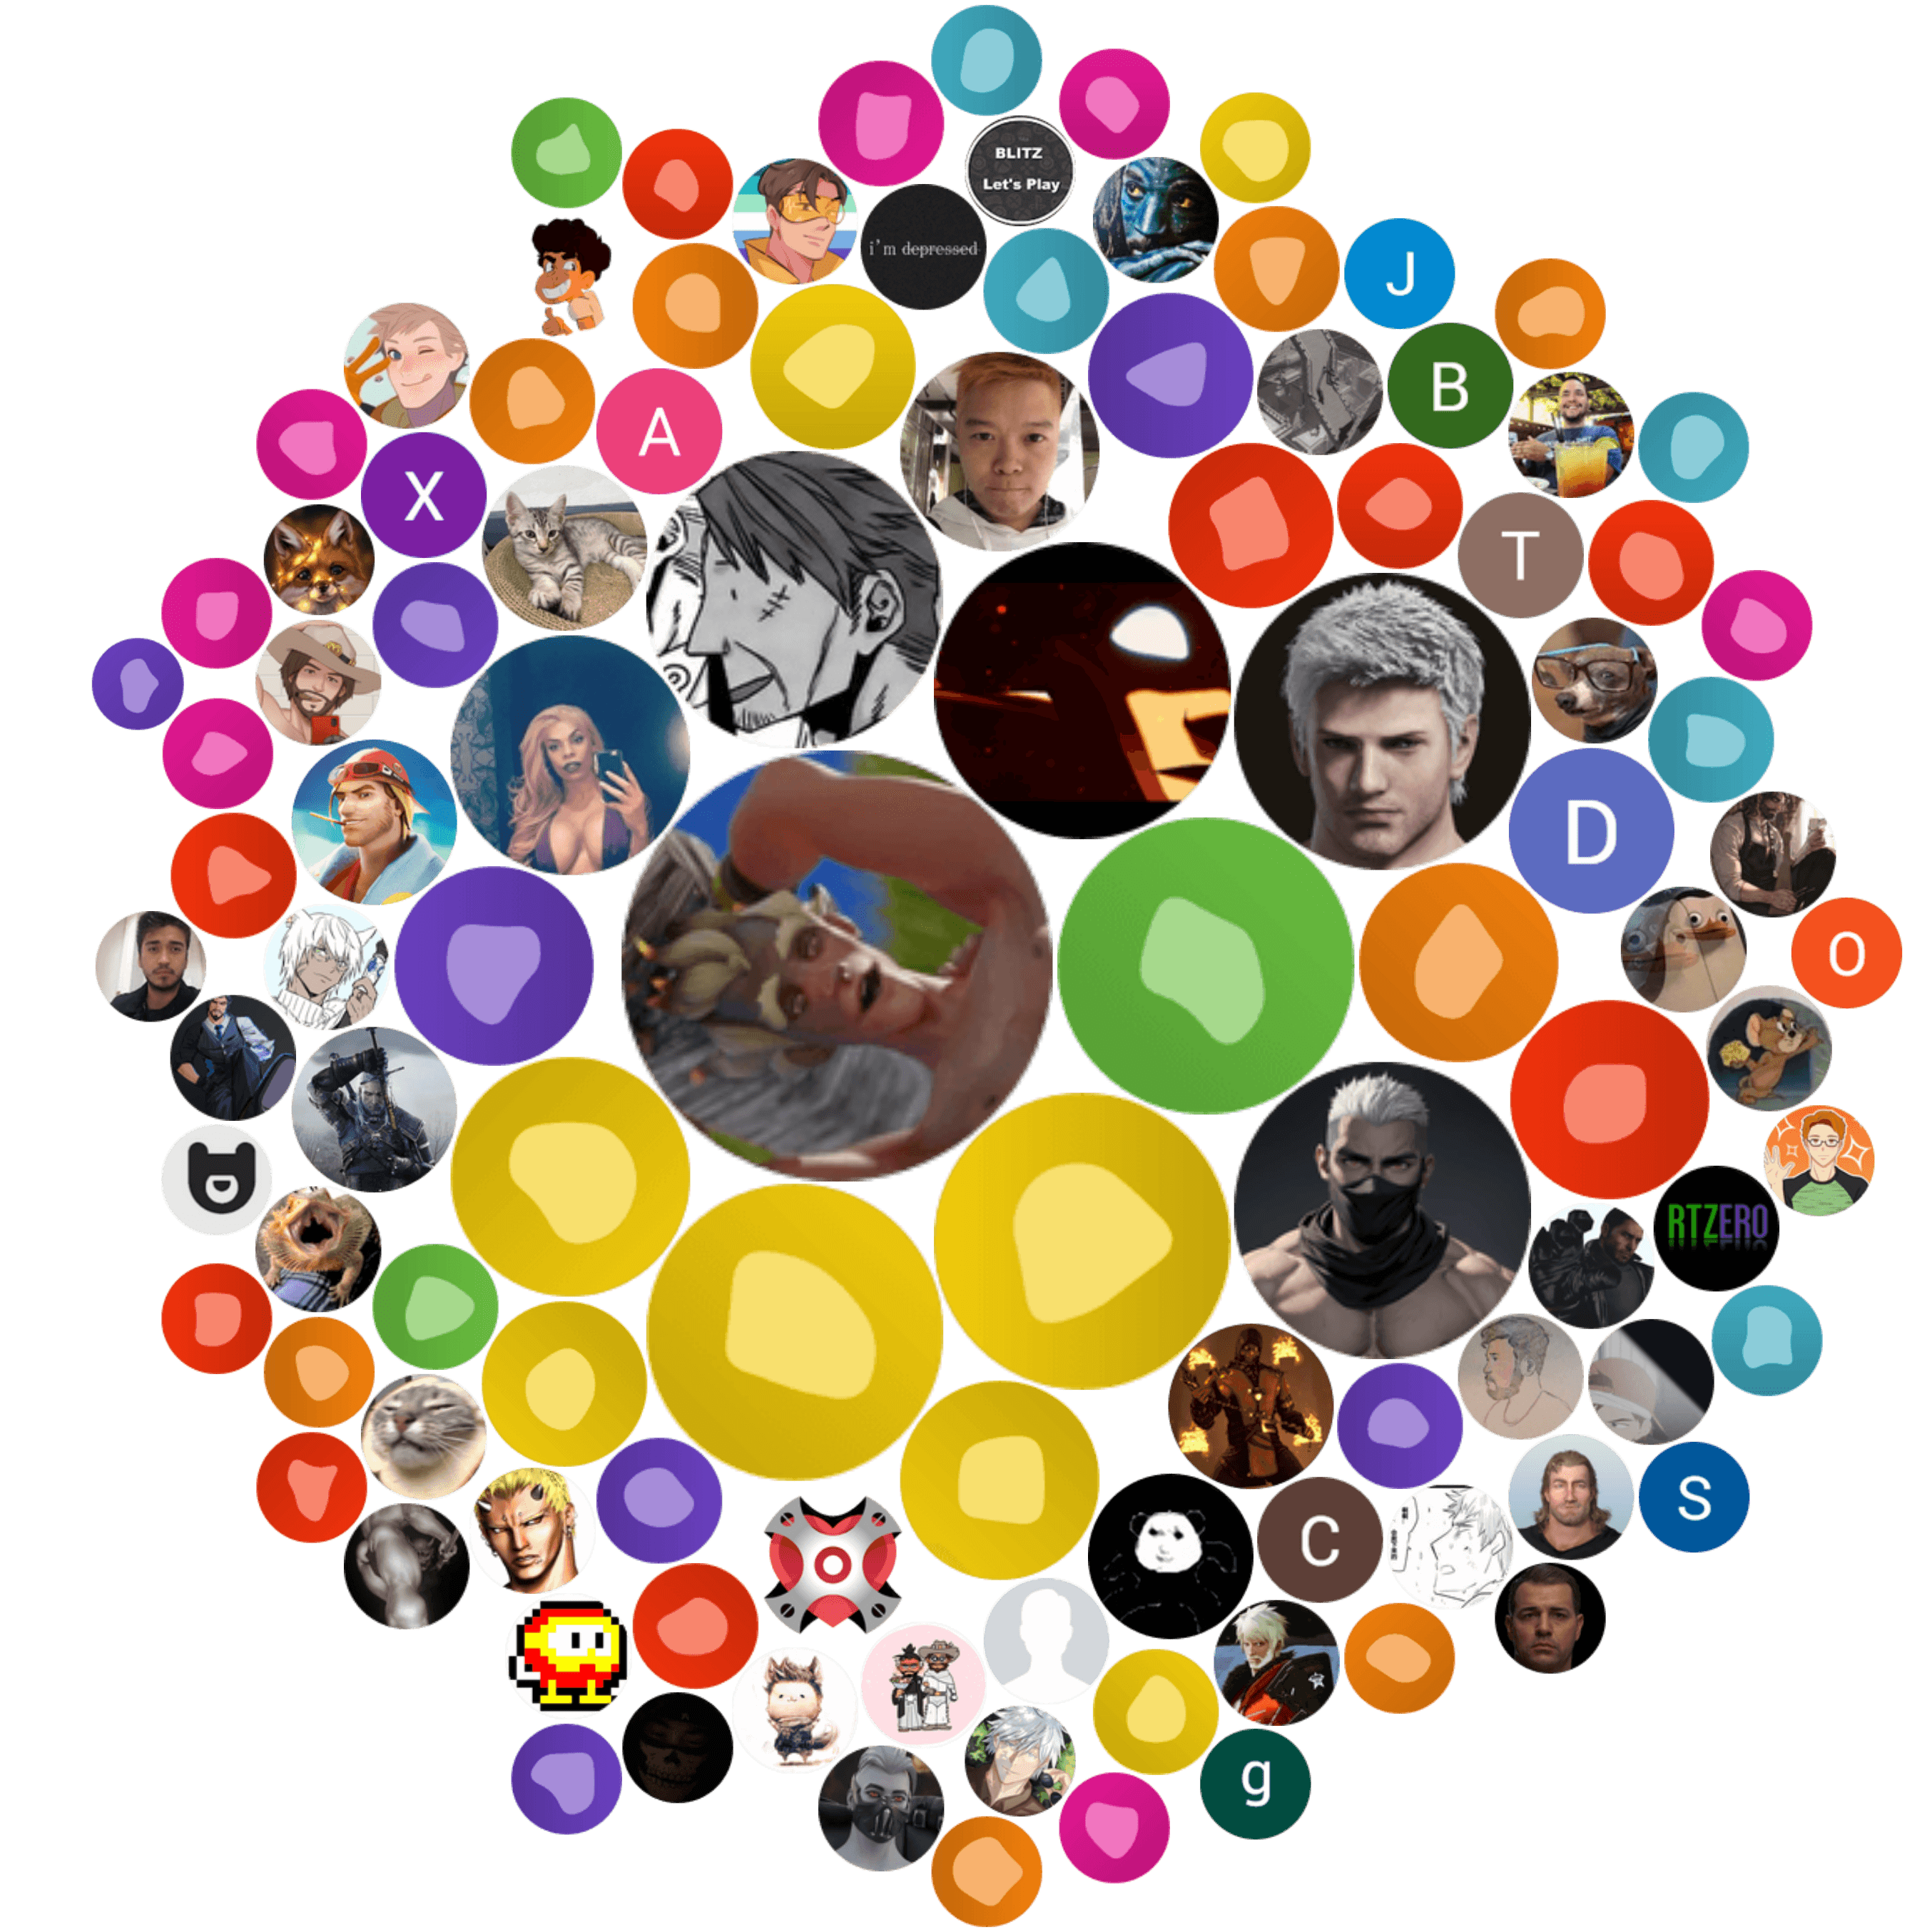 BLITZ
Let's Play
i'm depressed
J
B
A
X
T
D
O
RTZERO
S
C
g